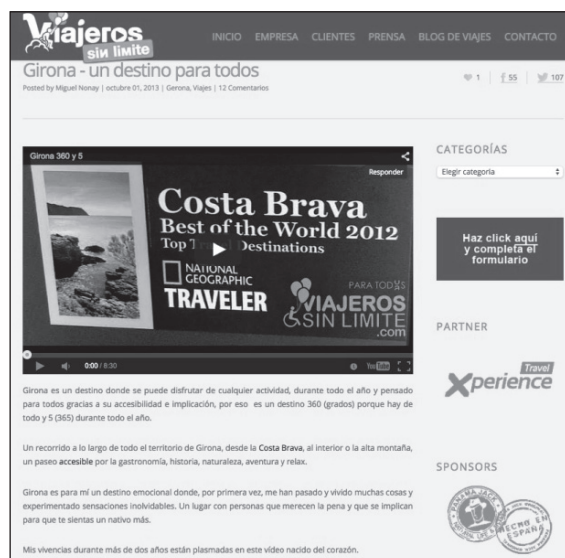 Viajeros
sin limite
INICIO EMPRESA CLIENTES PRENSA BLOG DE VIAJES CONTACTO
Girona - un destino para todos
Posted by Miguel Nonay | octubre 01, 2013 | Gerona, Viajes | 12 Comentarios
1 55 107
Girona 360 y 5
Responder
Costa Brava
Best of the World 2012
Top Destinations
NATIONAL
GEOGRAPHIC
TRAVELER
PARA TODXS
VIAJEROS
SIN LIMITE
.com
0:00 / 8:30
YouTube
Girona es un destino donde se puede disfrutar de cualquier actividad, durante todo el año y pensado
para todos gracias a su accesibilidad e implicación, por eso es un destino 360 (grados) porque hay de
todo y 5 (365) durante todo el año.
Un recorrido a lo largo de todo el territorio de Girona, desde la Costa Brava, al interior o la alta montaña,
un paseo accesible por la gastronomía, historia, naturaleza, aventura y relax.
Girona es para mí un destino emocional donde, por primera vez, me han pasado y vivido muchas cosas y
experimentado sensaciones inolvidables. Un lugar con personas que merecen la pena y que se implican
para que te sientas un nativo más.
Mis vivencias durante más de dos años están plasmadas en este vídeo nacido del corazón.
CATEGORÍAS
Elegir categoría
Haz click aquí
y completa el
formulario
PARTNER
Travel
Xperience
SPONSORS
PANAMA JACK
HECHO EN
ESPAÑA